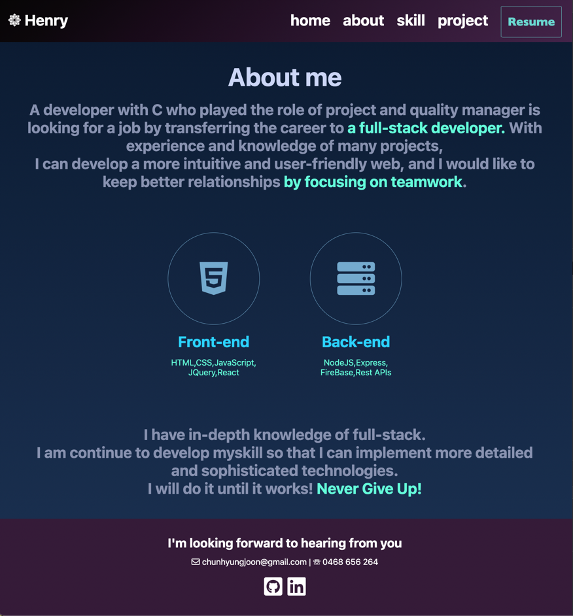 Henry
home about skill project Resume
About me
A developer with C who played the role of project and quality manager is
looking for a job by transferring the career to a full-stack developer. With
experience and knowledge of many projects,
I can develop a more intuitive and user-friendly web, and I would like to
keep better relationships by focusing on teamwork.
Front-end
HTML,CSS,JavaScript,
JQuery,React
Back-end
NodeJS,Express,
FireBase,Rest APIs
I have in-depth knowledge of full-stack.
I am continue to develop myskill so that I can implement more detailed
and sophisticated technologies.
I will do it until it works! Never Give Up!
I'm looking forward to hearing from you
chunhyungjoon@gmail.com | ☏ 0468 656 264